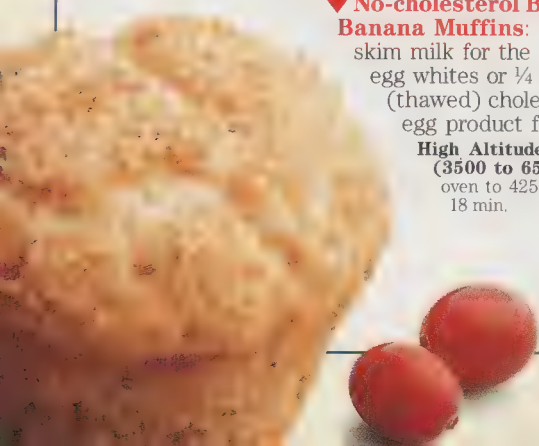 ♥ No-cholesterol B
Banana Muffins:
skim milk for the
egg whites or ¼
(thawed) chole
egg product f
High Altitude
(3500 to 65
oven to 425
18 min.